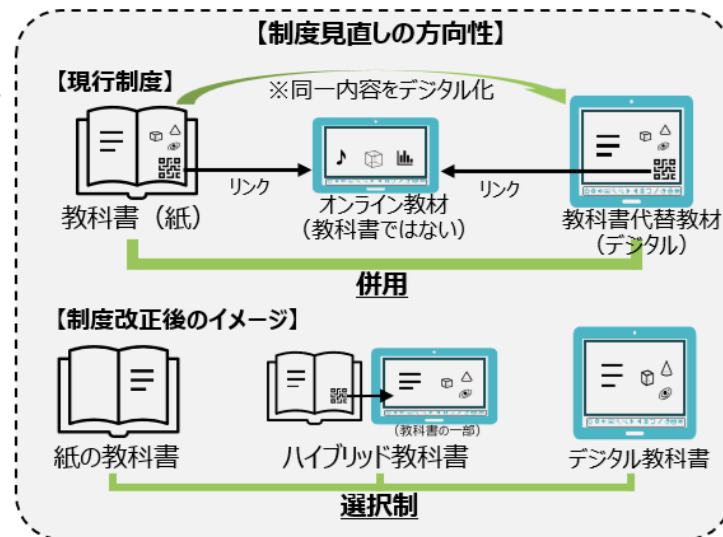 【制度見直しの方向性】
【現行制度】
※同一内容をデジタル化
リンク
リンク
教科書（紙）
オンライン教材
（教科書ではない）
教科書代替教材
（デジタル）
併用
【制度改正後のイメージ】
（教科書の一部）
紙の教科書
ハイブリッド教科書
デジタル教科書
選択制